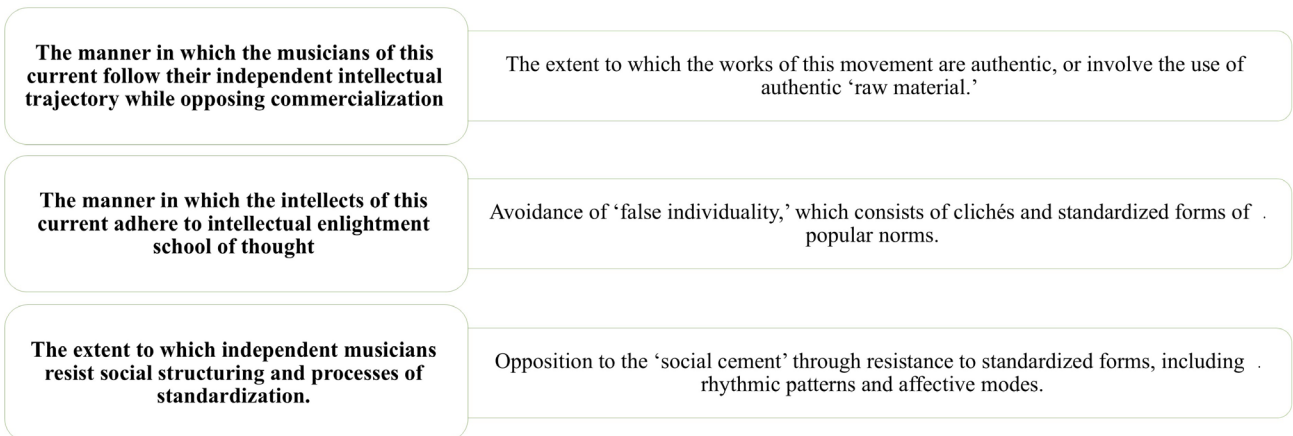 The manner in which the musicians of this
current follow their independent intellectual
trajectory while opposing commercialization
The extent to which the works of this movement are authentic, or involve the use of
authentic ‘raw material.’
The manner in which the intellects of this
current adhere to intellectual enlightment
school of thought
Avoidance of ‘false individuality,’ which consists of clichés and standardized forms of .
popular norms.
The extent to which independent musicians
resist social structuring and processes of
standardization.
Opposition to the ‘social cement’ through resistance to standardized forms, including .
rhythmic patterns and affective modes.